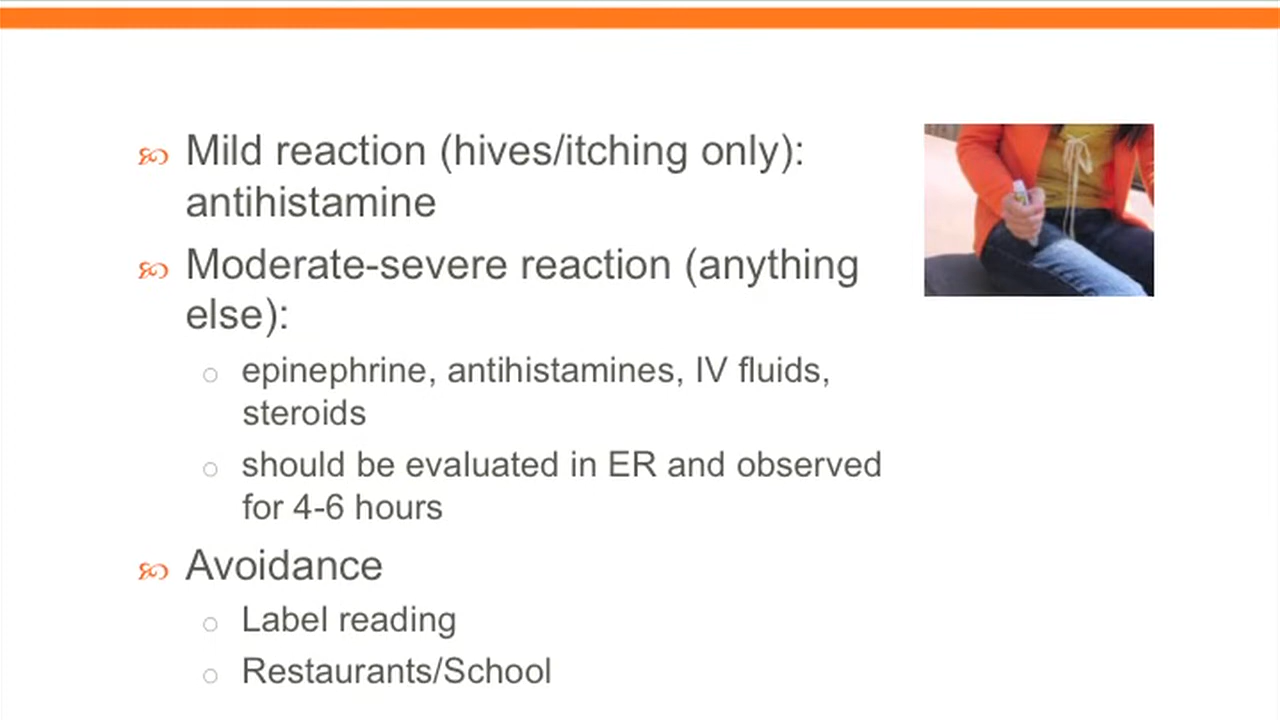 Mild reaction (hives/itching only):
antihistamine
Moderate-severe reaction (anything
else):
epinephrine, antihistamines, IV fluids,
steroids
should be evaluated in ER and observed
for 4-6 hours
Avoidance
Label reading
Restaurants/School